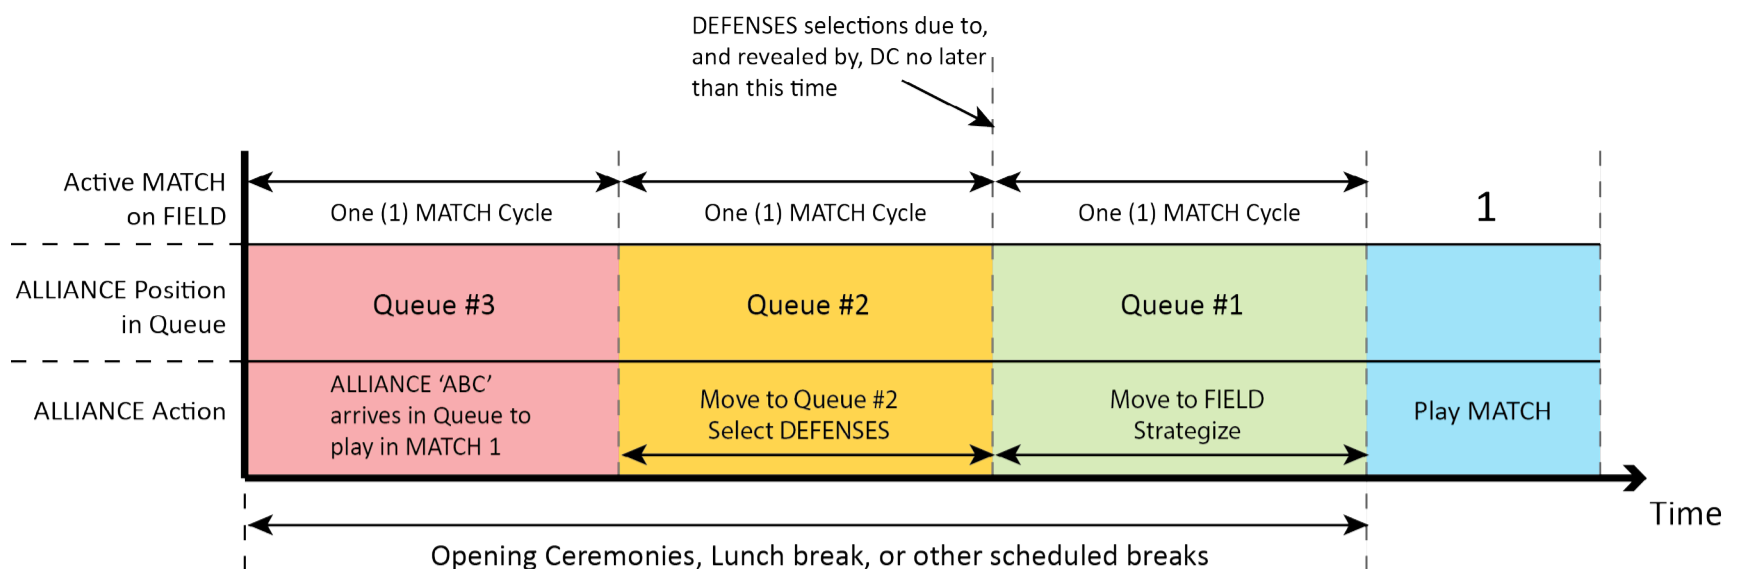 DEFENSES selections due to,
and revealed by, DC no later
than this time
Active MATCH
on FIELD
One (1) MATCH Cycle
One (1) MATCH Cycle
One (1) MATCH Cycle
1
ALLIANCE Position
in Queue
Queue #3
Queue #2
Queue #1
ALLIANCE Action
ALLIANCE ‘ABC’
arrives in Queue to
play in MATCH 1
Move to Queue #2
Select DEFENSES
Move to FIELD
Strategize
Play MATCH
Time
Opening Ceremonies, Lunch break, or other scheduled breaks